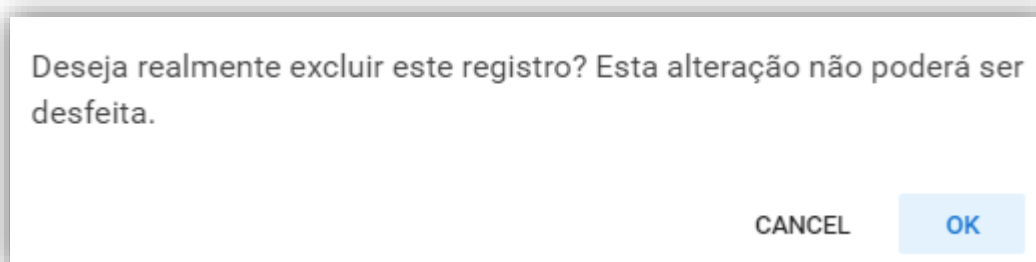 Deseja realmente excluir este registro? Esta alteração não poderá ser
desfeita.
CANCEL OK